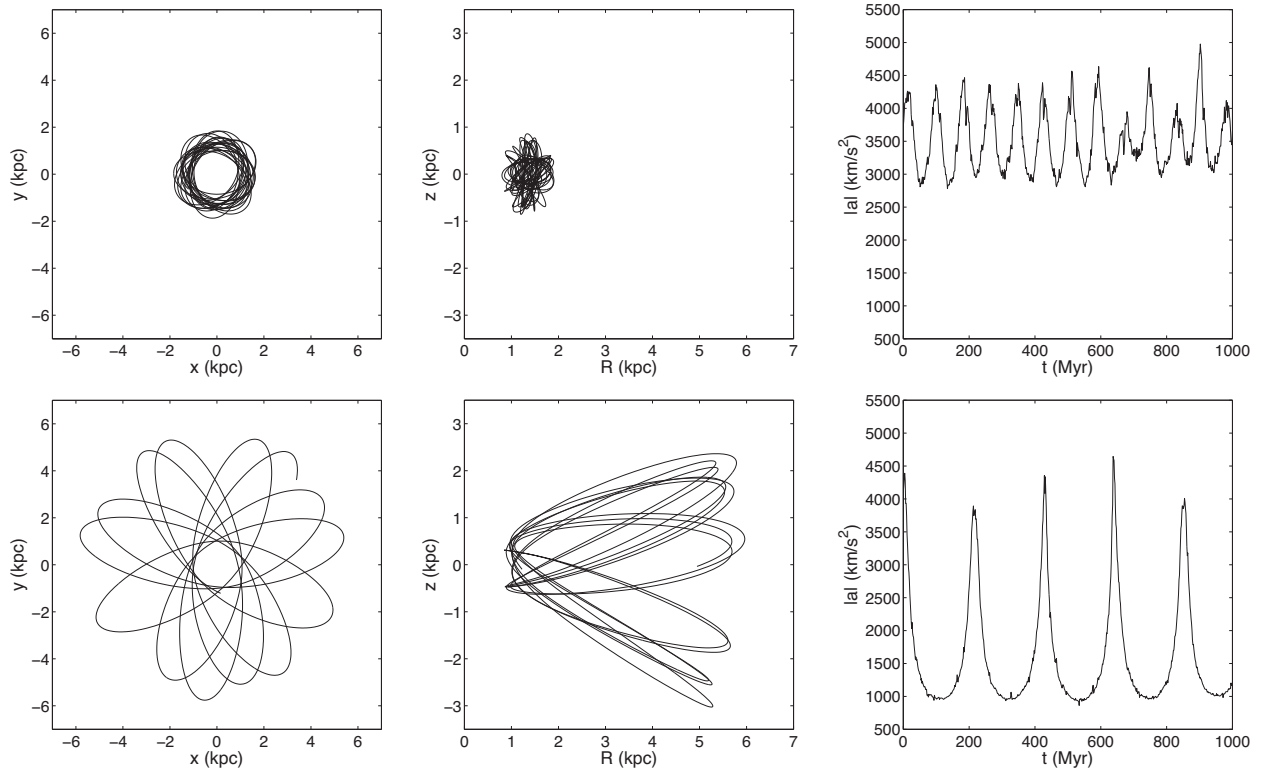 6
4
2
0
−2
−4
−6
y (kpc)
−6 −4 −2 0 2 4 6
x (kpc)
3
2
1
0
−1
−2
−3
z (kpc)
0 1 2 3 4 5 6 7
R (kpc)
5500
5000
4500
4000
3500
3000
2500
2000
1500
1000
500
|a| (km/s²)
0 200 400 600 800 1000
t (Myr)
6
4
2
0
−2
−4
−6
y (kpc)
−6 −4 −2 0 2 4 6
x (kpc)
3
2
1
0
−1
−2
−3
z (kpc)
0 1 2 3 4 5 6 7
R (kpc)
5500
5000
4500
4000
3500
3000
2500
2000
1500
1000
500
|a| (km/s²)
0 200 400 600 800 1000
t (Myr)